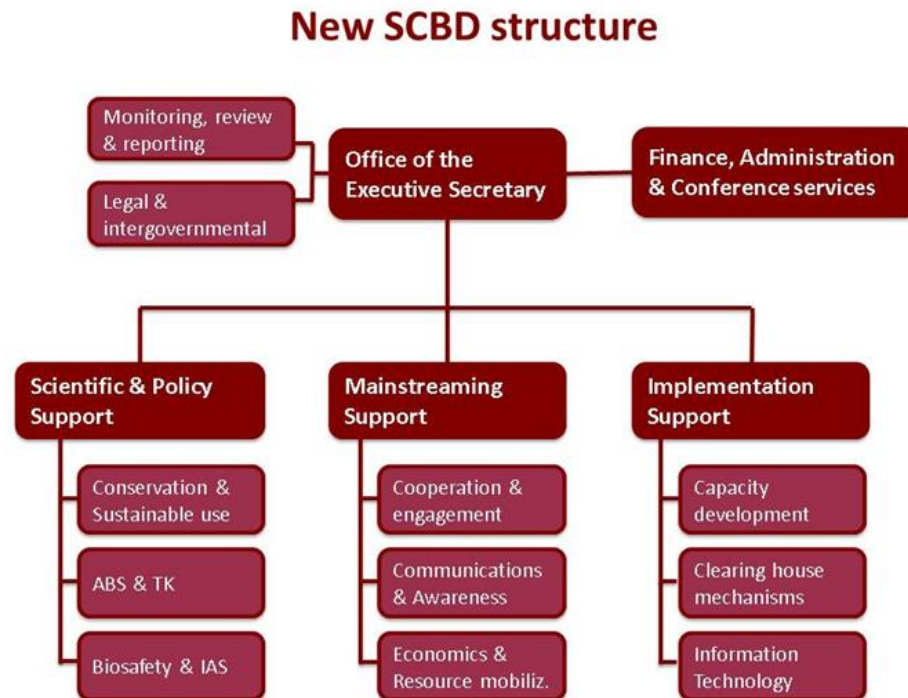 New SCBD structure
Monitoring, review
& reporting
Legal &
intergovernmental
Office of the
Executive Secretary
Finance, Administration
& Conference services
Scientific & Policy
Support
Conservation &
Sustainable use
ABS & TK
Biosafety & IAS
Mainstreaming
Support
Cooperation &
engagement
Communications
& Awareness
Economics &
Resource mobiliz.
Implementation
Support
Capacity
development
Clearing house
mechanisms
Information
Technology